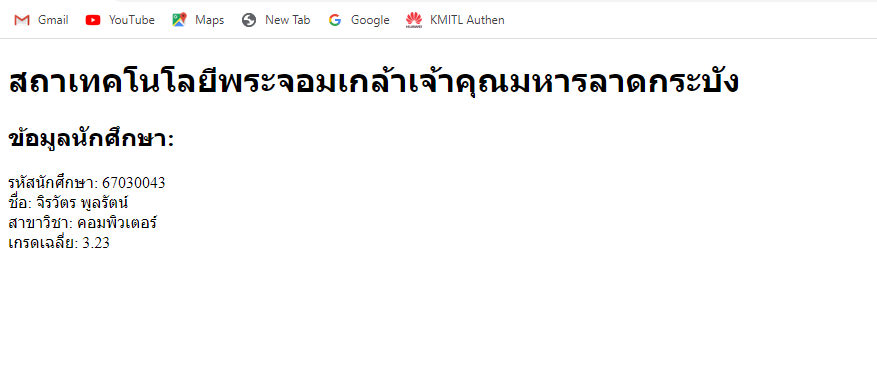 Gmail YouTube Maps New Tab Google KMITL Authen
สถาเทคโนโลยีพระจอมเกล้าเจ้าคุณมหารลาดกระบัง
ข้อมูลนักศึกษา:
รหัสนักศึกษา: 67030043
ชื่อ: จิรวัตร พูลรัตน์
สาขาวิชา: คอมพิวเตอร์
เกรดเฉลี่ย: 3.23